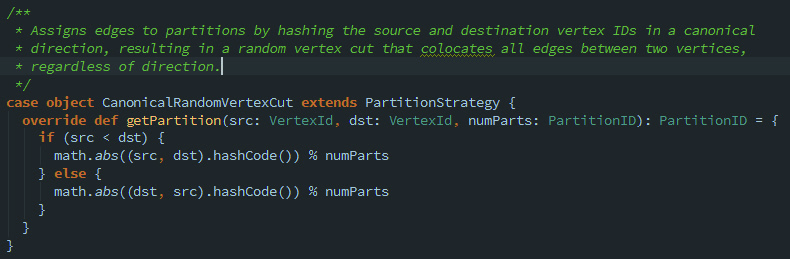 /**
 * Assigns edges to partitions by hashing the source and destination vertex IDs in a canonical
 * direction, resulting in a random vertex cut that colocates all edges between two vertices,
 * regardless of direction.
 */
case object CanonicalRandomVertexCut extends PartitionStrategy {
  override def getPartition(src: VertexId, dst: VertexId, numParts: PartitionID): PartitionID = {
    if (src < dst) {
      math.abs((src, dst).hashCode()) % numParts
    } else {
      math.abs((dst, src).hashCode()) % numParts
    }
  }
}